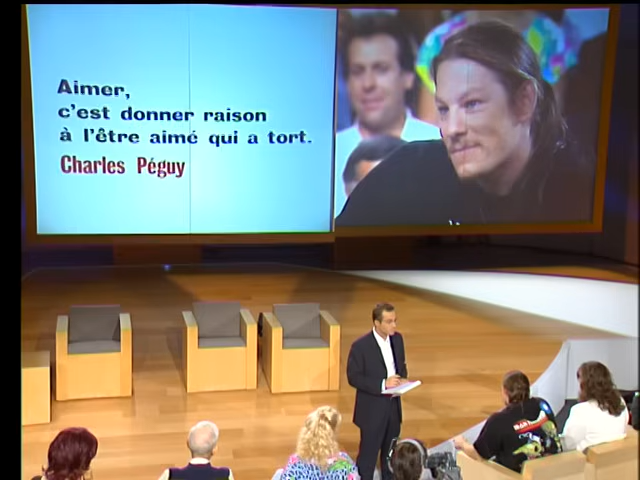 Aimer,
c'est donner raison
à l'être aimé qui a tort.
Charles Péguy